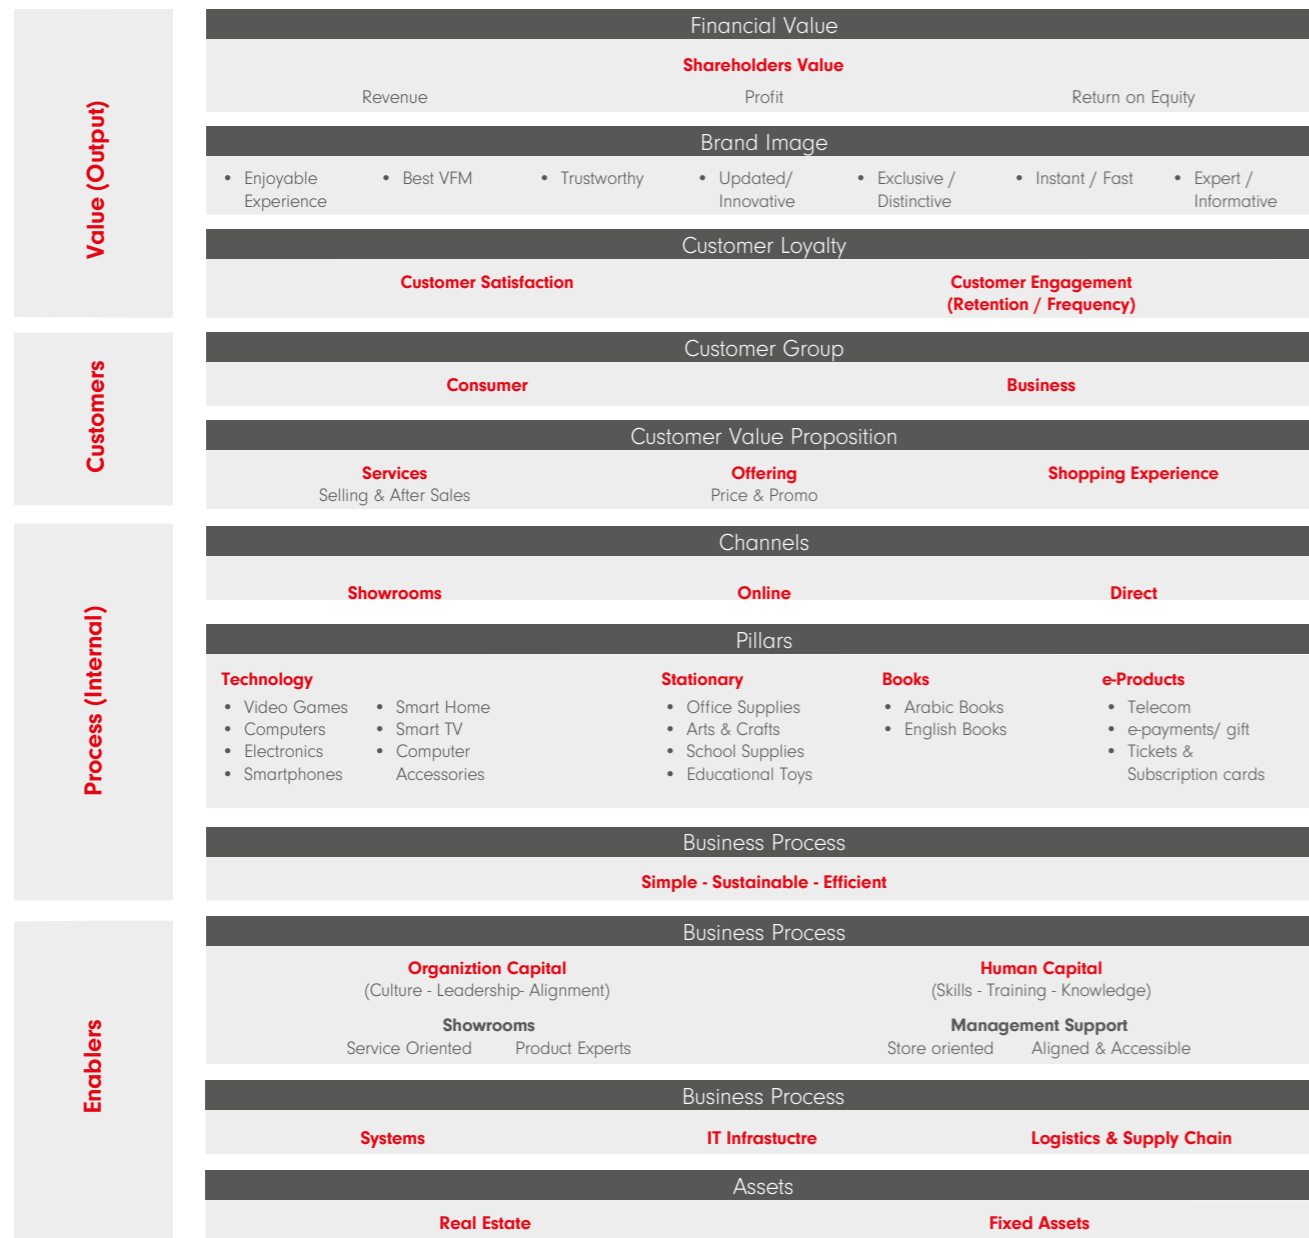 Value (Output)
Financial Value
Shareholders Value
Revenue Profit Return on Equity
Brand Image
• Enjoyable Experience
• Best VFM
• Trustworthy
• Updated/ Innovative
• Exclusive / Distinctive
• Instant / Fast
• Expert / Informative
Customer Loyalty
Customer Satisfaction
Customer Engagement
(Retention / Frequency)
Customers
Customer Group
Consumer Business
Customer Value Proposition
Services
Selling & After Sales
Offering
Price & Promo
Shopping Experience
Process (Internal)
Channels
Showrooms Online Direct
Pillars
Technology
• Video Games
• Computers
• Electronics
• Smartphones
• Smart Home
• Smart TV
• Computer
Accessories
Stationary
• Office Supplies
• Arts & Crafts
• School Supplies
• Educational Toys
Books
• Arabic Books
• English Books
e-Products
• Telecom
• e-payments/ gift
• Tickets &
Subscription cards
Business Process
Simple - Sustainable - Efficient
Enablers
Business Process
Organiztion Capital
(Culture - Leadership- Alignment)
Showrooms
Service Oriented Product Experts
Human Capital
(Skills - Training - Knowledge)
Management Support
Store oriented Aligned & Accessible
Business Process
Systems IT Infrastuctre Logistics & Supply Chain
Assets
Real Estate Fixed Assets